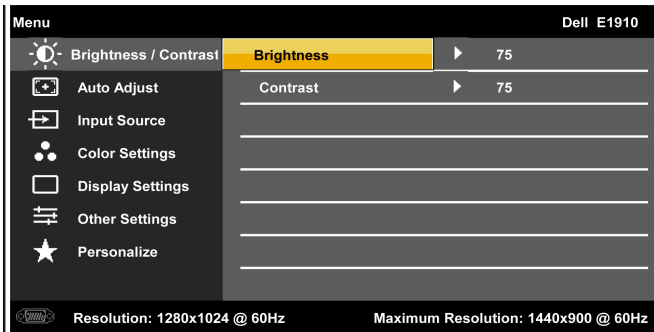 Menu Dell E1910
Brightness / Contrast Brightness 75
Auto Adjust Contrast 75
Input Source
Color Settings
Display Settings
Other Settings
Personalize
Resolution: 1280x1024 @ 60Hz Maximum Resolution: 1440x900 @ 60Hz